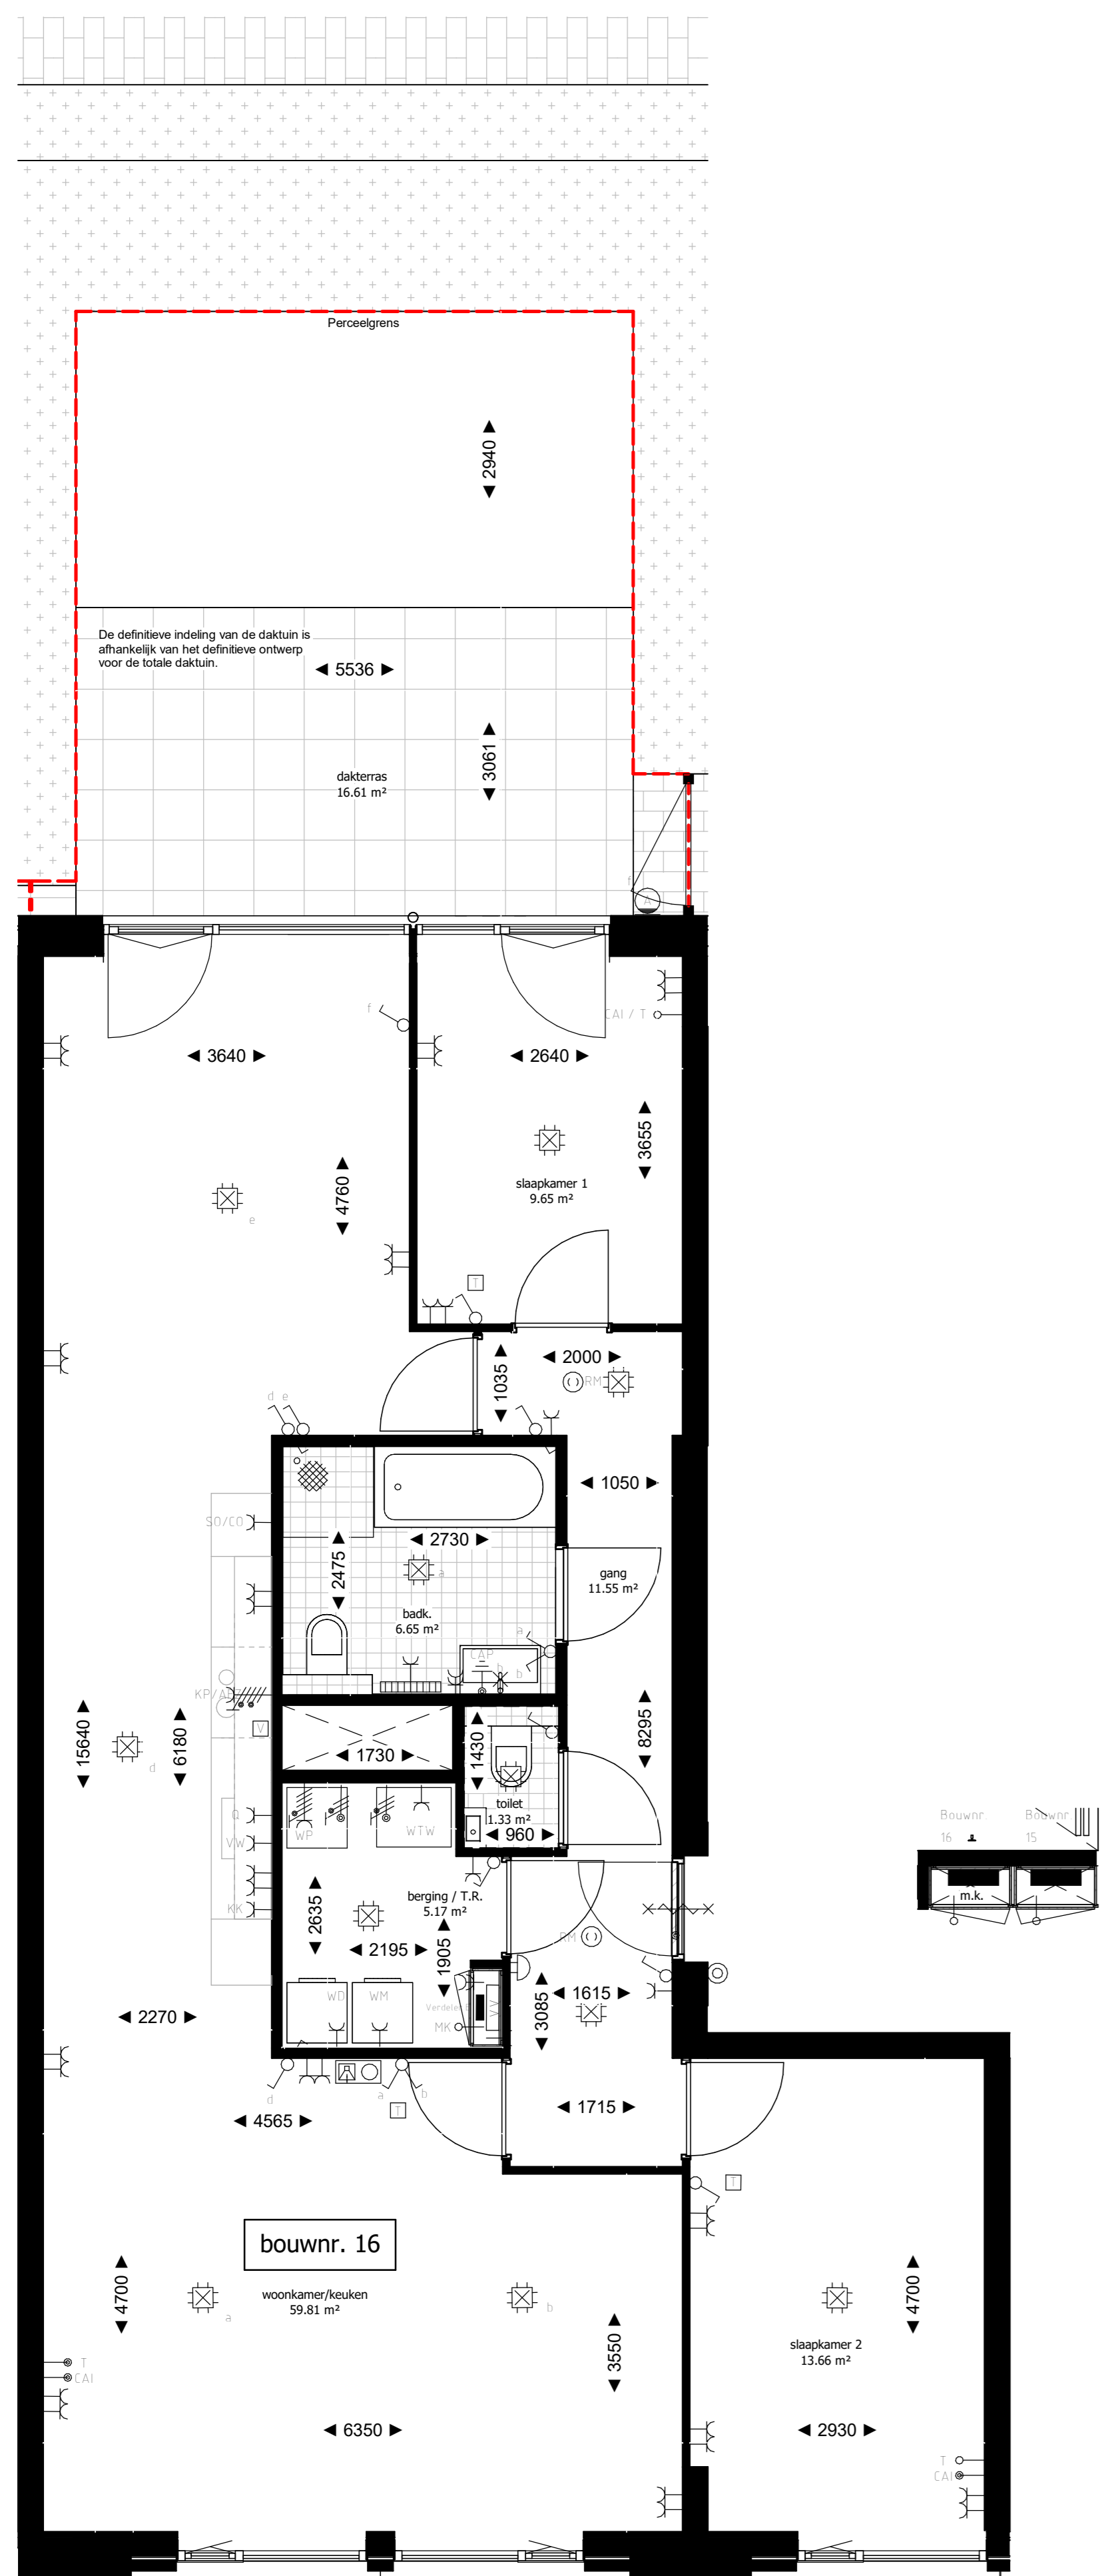 Perceelgrens
2940
De definitieve indeling van de daktuin is
afhankelijk van het definitieve ontwerp
voor de totale daktuin.
5536
3061
dakterras
16.61 m²
f
A
f
CAI / T
3640
2640
3655
4760
slaapkamer 1
9.65 m²
e
T
2000
1035
RM
d e
1050
SO/CO
2730
2475
a
gang
11.55 m²
badk.
6.65 m²
a
CAP
b
b
V
1730
1430
8295
15640
6180
d
toilet
1.33 m²
960
Q
WP
WTW
VW
KK
Bouwnr.
16
Bouwnr.
15
m.k.
berging / T.R.
5.17 m²
2635
2195
1905
RM
WD
WM
MK
VV
3085
1615
2270
d
a
b
T
4565
1715
T
bouwnr. 16
woonkamer/keuken
59.81 m²
4700
a
b
4700
3550
slaapkamer 2
13.66 m²
T
CAI
6350
2930
T
CAI